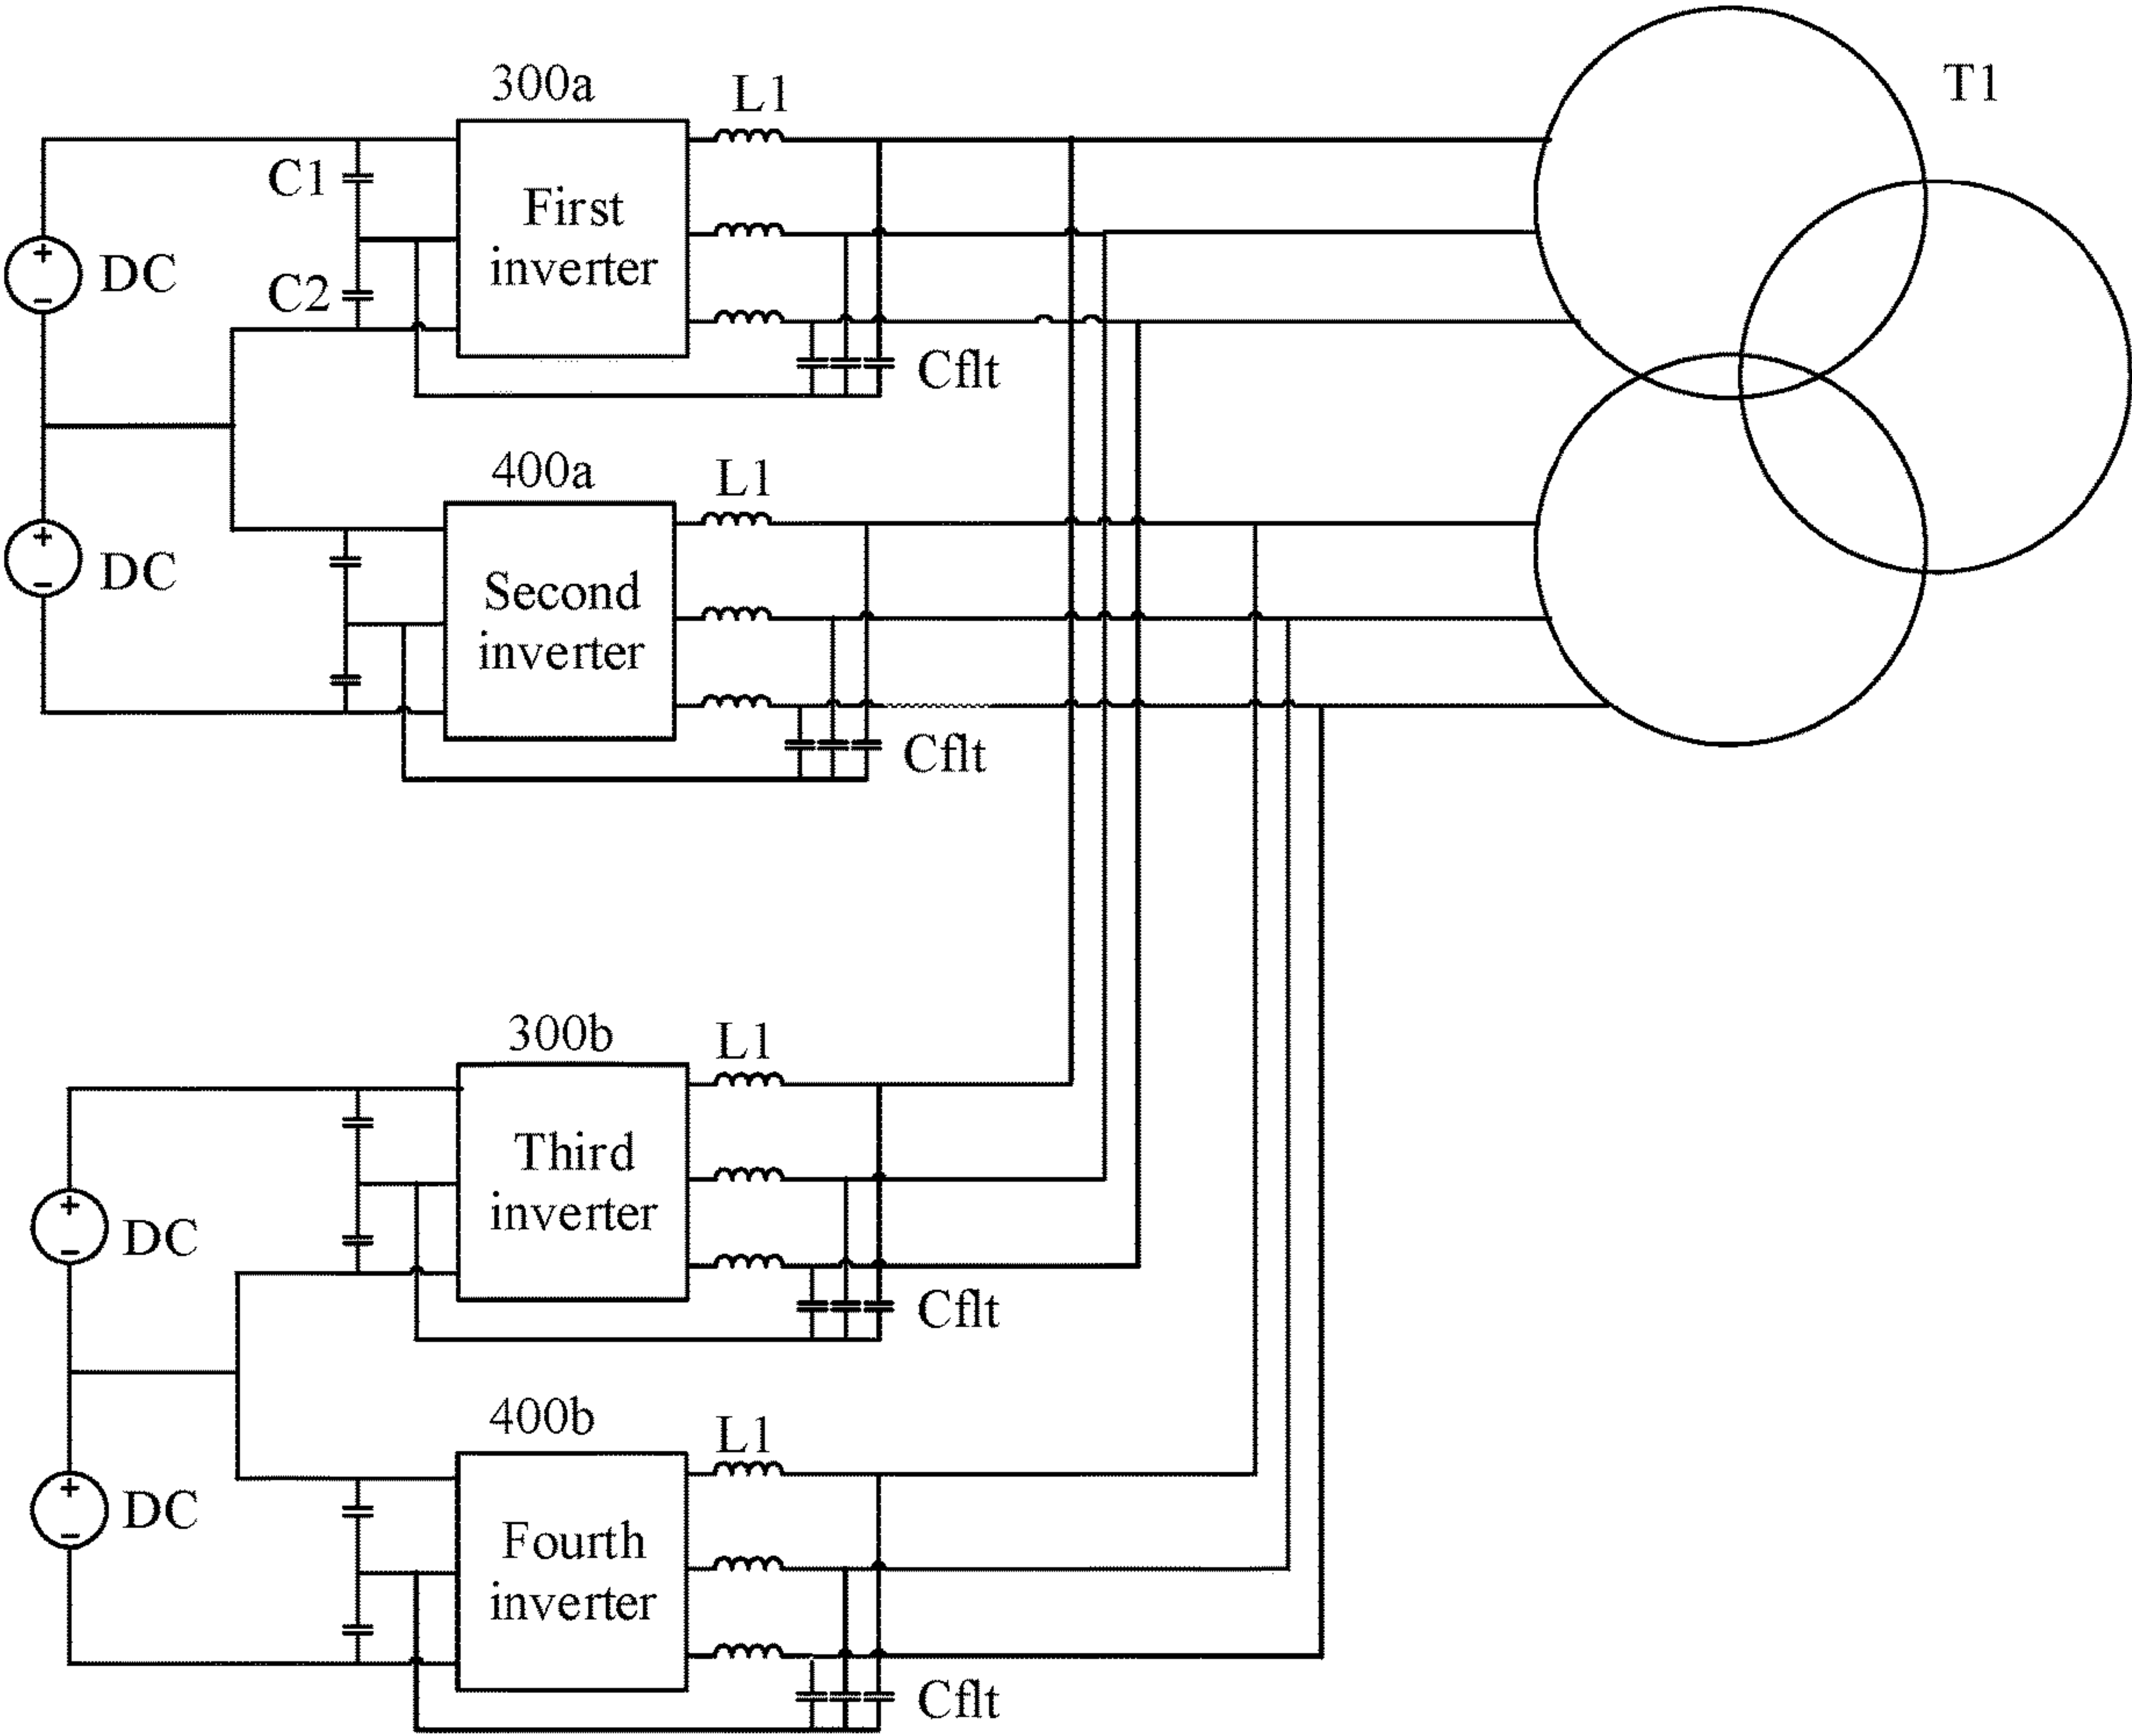 300a
L1
T1
C1
First
inverter
C2
+
-
DC
Cflt
400a
L1
+
-
DC
Second
inverter
Cflt
300b
L1
Third
inverter
+
-
DC
Cflt
400b
L1
+
-
DC
Fourth
inverter
Cflt